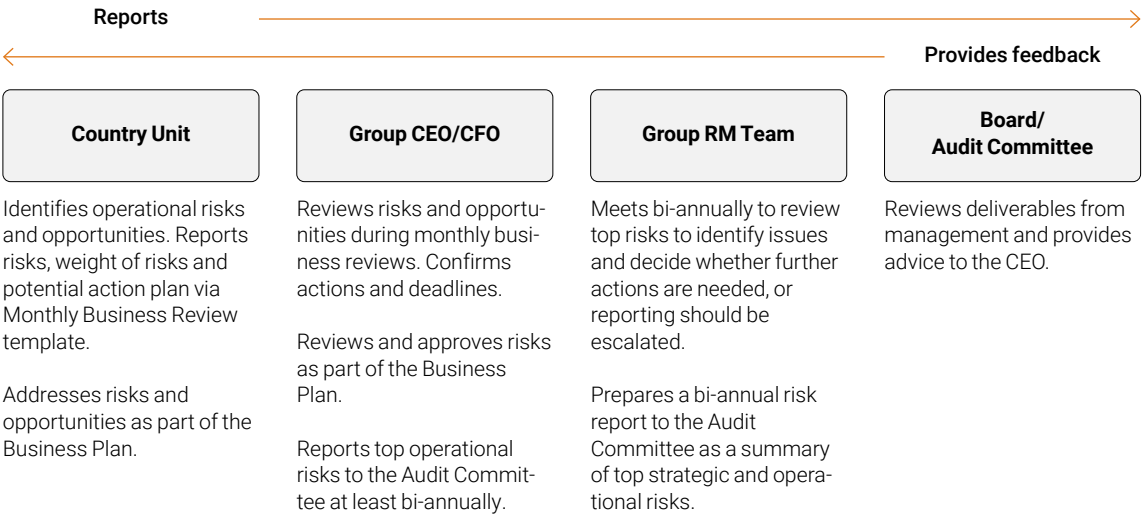 Reports
Provides feedback
Country Unit
Identifies operational risks
and opportunities. Reports
risks, weight of risks and
potential action plan via
Monthly Business Review
template.
Addresses risks and
opportunities as part of the
Business Plan.
Group CEO/CFO
Reviews risks and opportu-
nities during monthly busi-
ness reviews. Confirms
actions and deadlines.
Reviews and approves risks
as part of the Business
Plan.
Reports top operational
risks to the Audit Commit-
tee at least bi-annually.
Group RM Team
Meets bi-annually to review
top risks to identify issues
and decide whether further
actions are needed, or
reporting should be
escalated.
Prepares a bi-annual risk
report to the Audit
Committee as a summary
of top strategic and opera-
tional risks.
Board/
Audit Committee
Reviews deliverables from
management and provides
advice to the CEO.